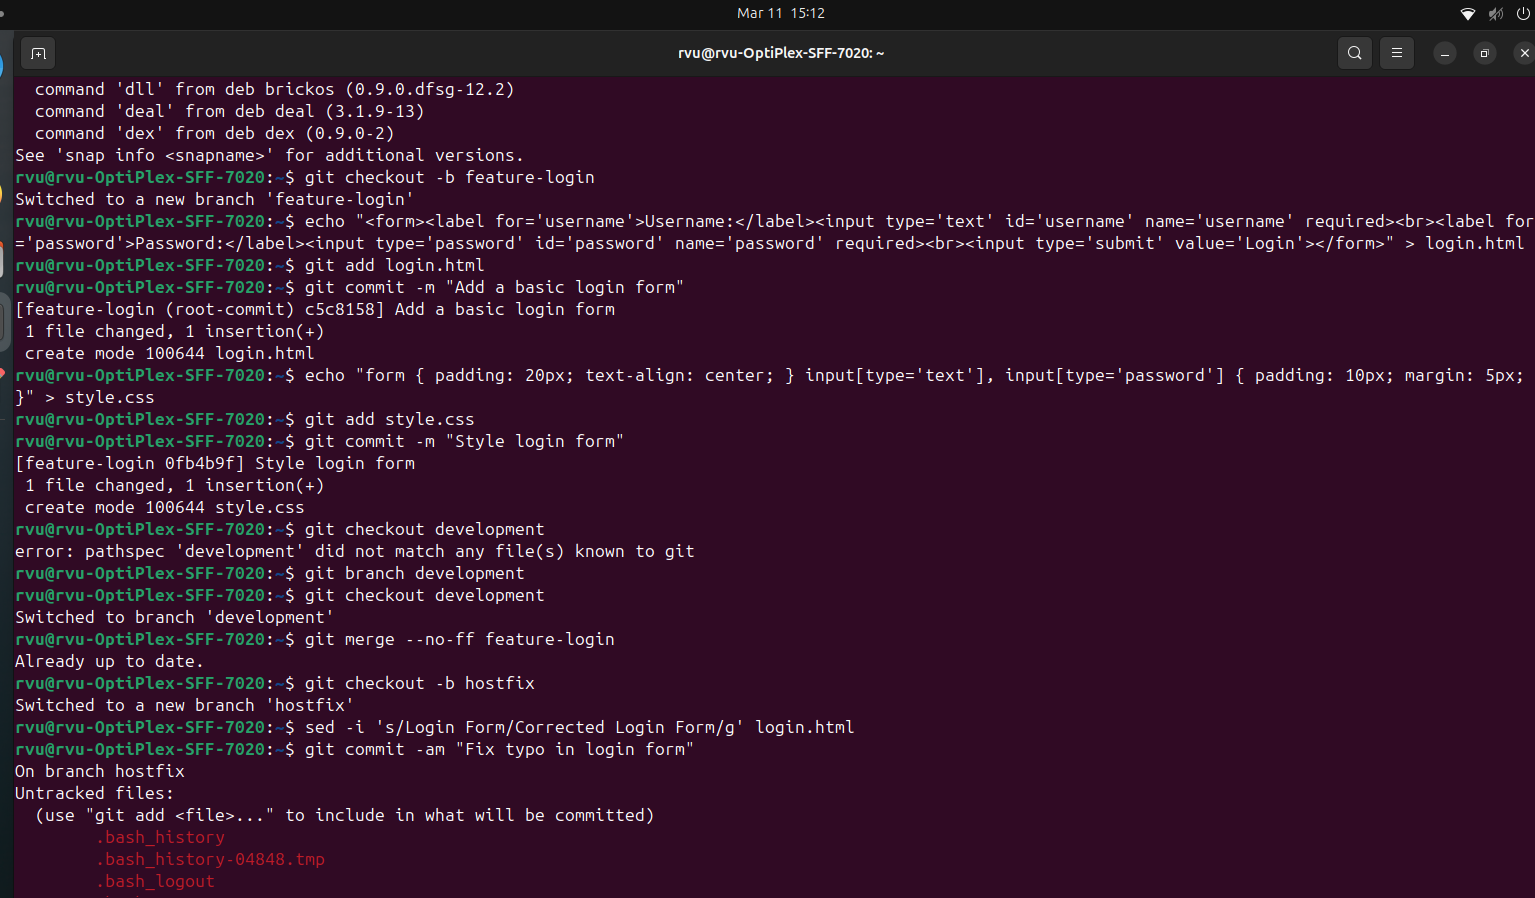 Mar 11 15:12
rvu@rvu-OptiPlex-SFF-7020: ~
command 'dll' from deb brickos (0.9.0.dfsg-12.2)
command 'deal' from deb deal (3.1.9-13)
command 'dex' from deb dex (0.9.0-2)
See 'snap info <snapname>' for additional versions.
rvu@rvu-OptiPlex-SFF-7020:~$ git checkout -b feature-login
Switched to a new branch 'feature-login'
rvu@rvu-OptiPlex-SFF-7020:~$ echo "<form><label for='username'>Username:</label><input type='text' id='username' name='username' required><br><label for
='password'>Password:</label><input type='password' id='password' name='password' required><br><input type='submit' value='Login'></form>" > login.html
rvu@rvu-OptiPlex-SFF-7020:~$ git add login.html
rvu@rvu-OptiPlex-SFF-7020:~$ git commit -m "Add a basic login form"
[feature-login (root-commit) c5c8158] Add a basic login form
1 file changed, 1 insertion(+)
create mode 100644 login.html
rvu@rvu-OptiPlex-SFF-7020:~$ echo "form { padding: 20px; text-align: center; } input[type='text'], input[type='password'] { padding: 10px; margin: 5px;
}" > style.css
rvu@rvu-OptiPlex-SFF-7020:~$ git add style.css
rvu@rvu-OptiPlex-SFF-7020:~$ git commit -m "Style login form"
[feature-login 0fb4b9f] Style login form
1 file changed, 1 insertion(+)
create mode 100644 style.css
rvu@rvu-OptiPlex-SFF-7020:~$ git checkout development
error: pathspec 'development' did not match any file(s) known to git
rvu@rvu-OptiPlex-SFF-7020:~$ git branch development
rvu@rvu-OptiPlex-SFF-7020:~$ git checkout development
Switched to branch 'development'
rvu@rvu-OptiPlex-SFF-7020:~$ git merge --no-ff feature-login
Already up to date.
rvu@rvu-OptiPlex-SFF-7020:~$ git checkout -b hostfix
Switched to a new branch 'hostfix'
rvu@rvu-OptiPlex-SFF-7020:~$ sed -i 's/Login Form/Corrected Login Form/g' login.html
rvu@rvu-OptiPlex-SFF-7020:~$ git commit -am "Fix typo in login form"
On branch hostfix
Untracked files:
(use "git add <file>..." to include in what will be committed)
.bash_history
.bash_history-04848.tmp
.bash_logout